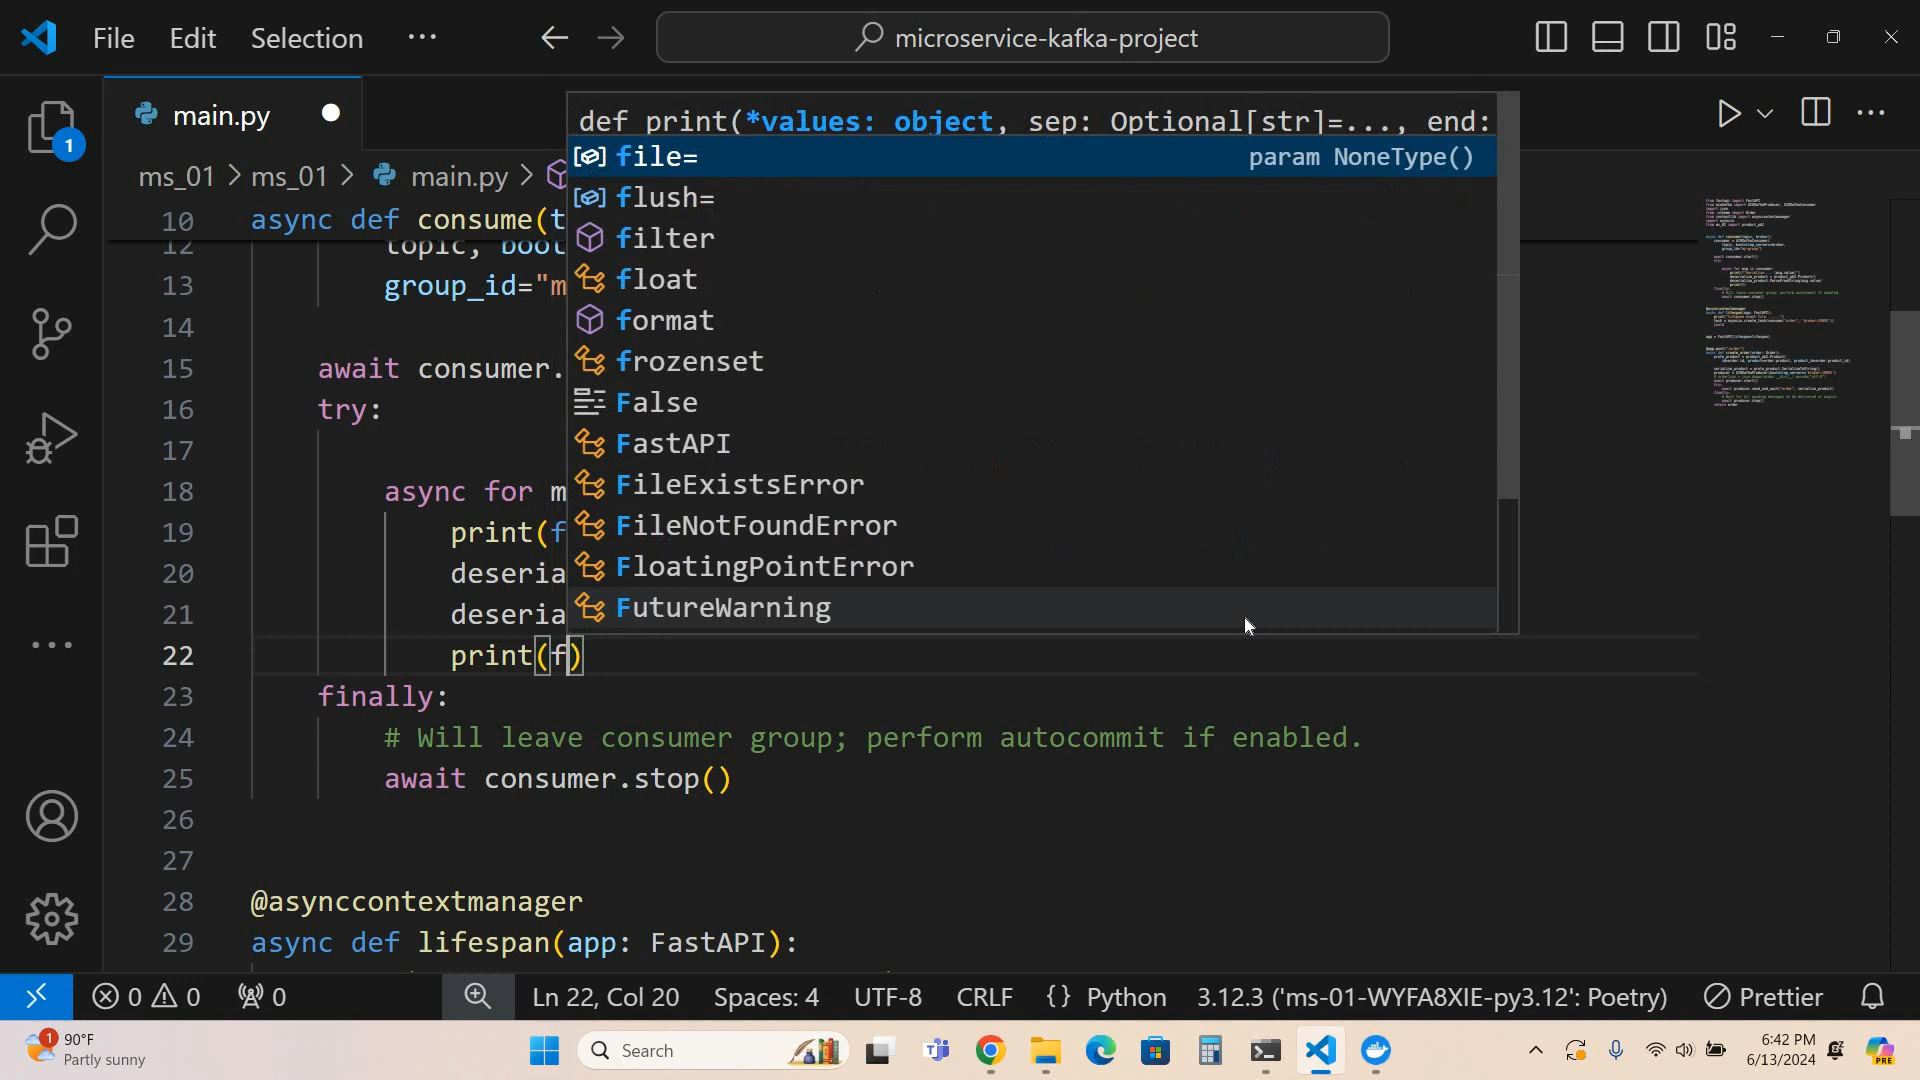 File Edit Selection ... microservice-kafka-project
1
main.py
def print(*values: object, sep: Optional[str]=..., end:
ms_01 > ms_01 > main.py >
file= param NoneType()
flush=
filter
float
format
frozenset
False
FastAPI
FileExistsError
FileNotFoundError
FloatingPointError
FutureWarning
10 async def consume(t
12 topic, boot
13 group_id="m
14
15 await consumer.
16 try:
17
18 async for m
19 print(f
20 deseria
21 deseria
22 print(f)
23 finally:
24 # Will leave consumer group; perform autocommit if enabled.
25 await consumer.stop()
26
27
28 @asynccontextmanager
29 async def lifespan(app: FastAPI):
0 0 0 Ln 22, Col 20 Spaces: 4 UTF-8 CRLF {} Python 3.12.3 ('ms-01-WYFA8XIE-py3.12': Poetry) Prettier
1 90°F
Partly sunny
Search
6:42 PM
6/13/2024
PRE